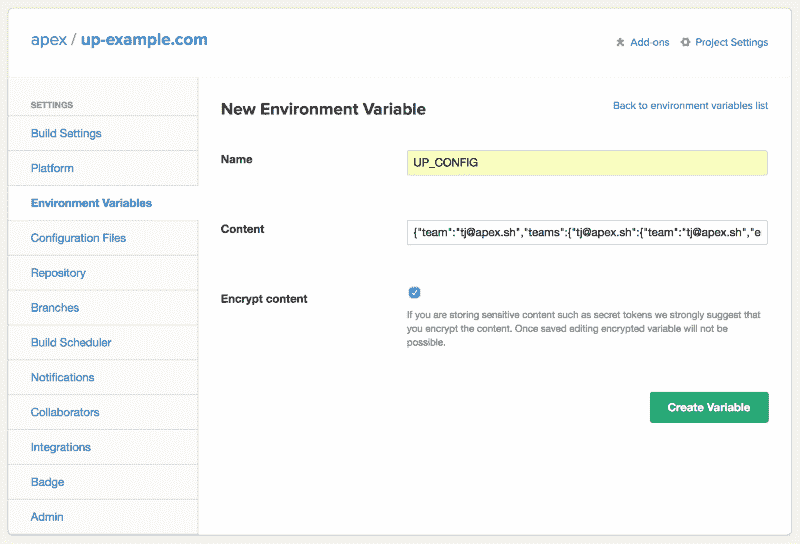 apex / up-example.com
Add-ons
Project Settings
SETTINGS
Build Settings
Platform
Environment Variables
Configuration Files
Repository
Branches
Build Scheduler
Notifications
Collaborators
Integrations
Badge
Admin
New Environment Variable
Back to environment variables list
Name
UP_CONFIG
Content
{"team":"tj@apex.sh","teams":{"tj@apex.sh":{"team":"tj@apex.sh","e
Encrypt content
If you are storing sensitive content such as secret tokens we strongly suggest that
you encrypt the content. Once saved editing encrypted variable will not be
possible.
Create Variable